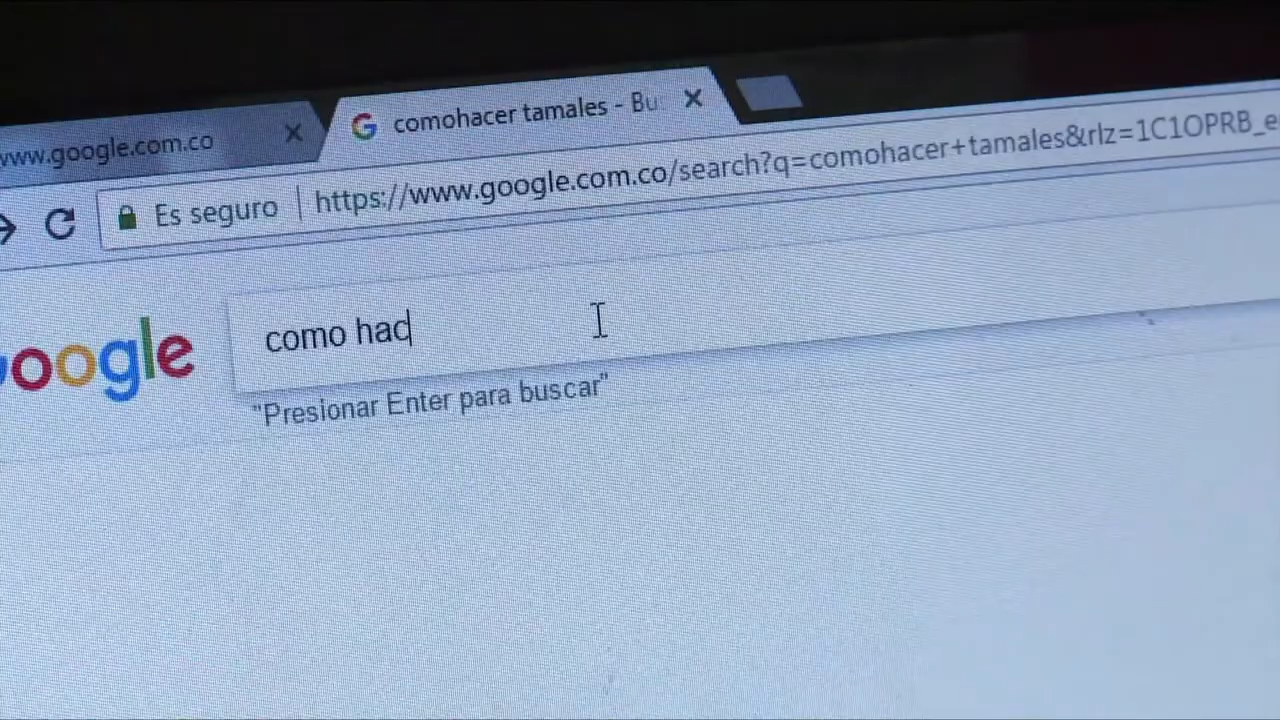 www.google.com.co
comohacer tamales - Bu
Es seguro
https://www.google.com.co/search?q=comohacer+tamales&rlz=1C1OPRB_e
oogle
como hac
"Presionar Enter para buscar"